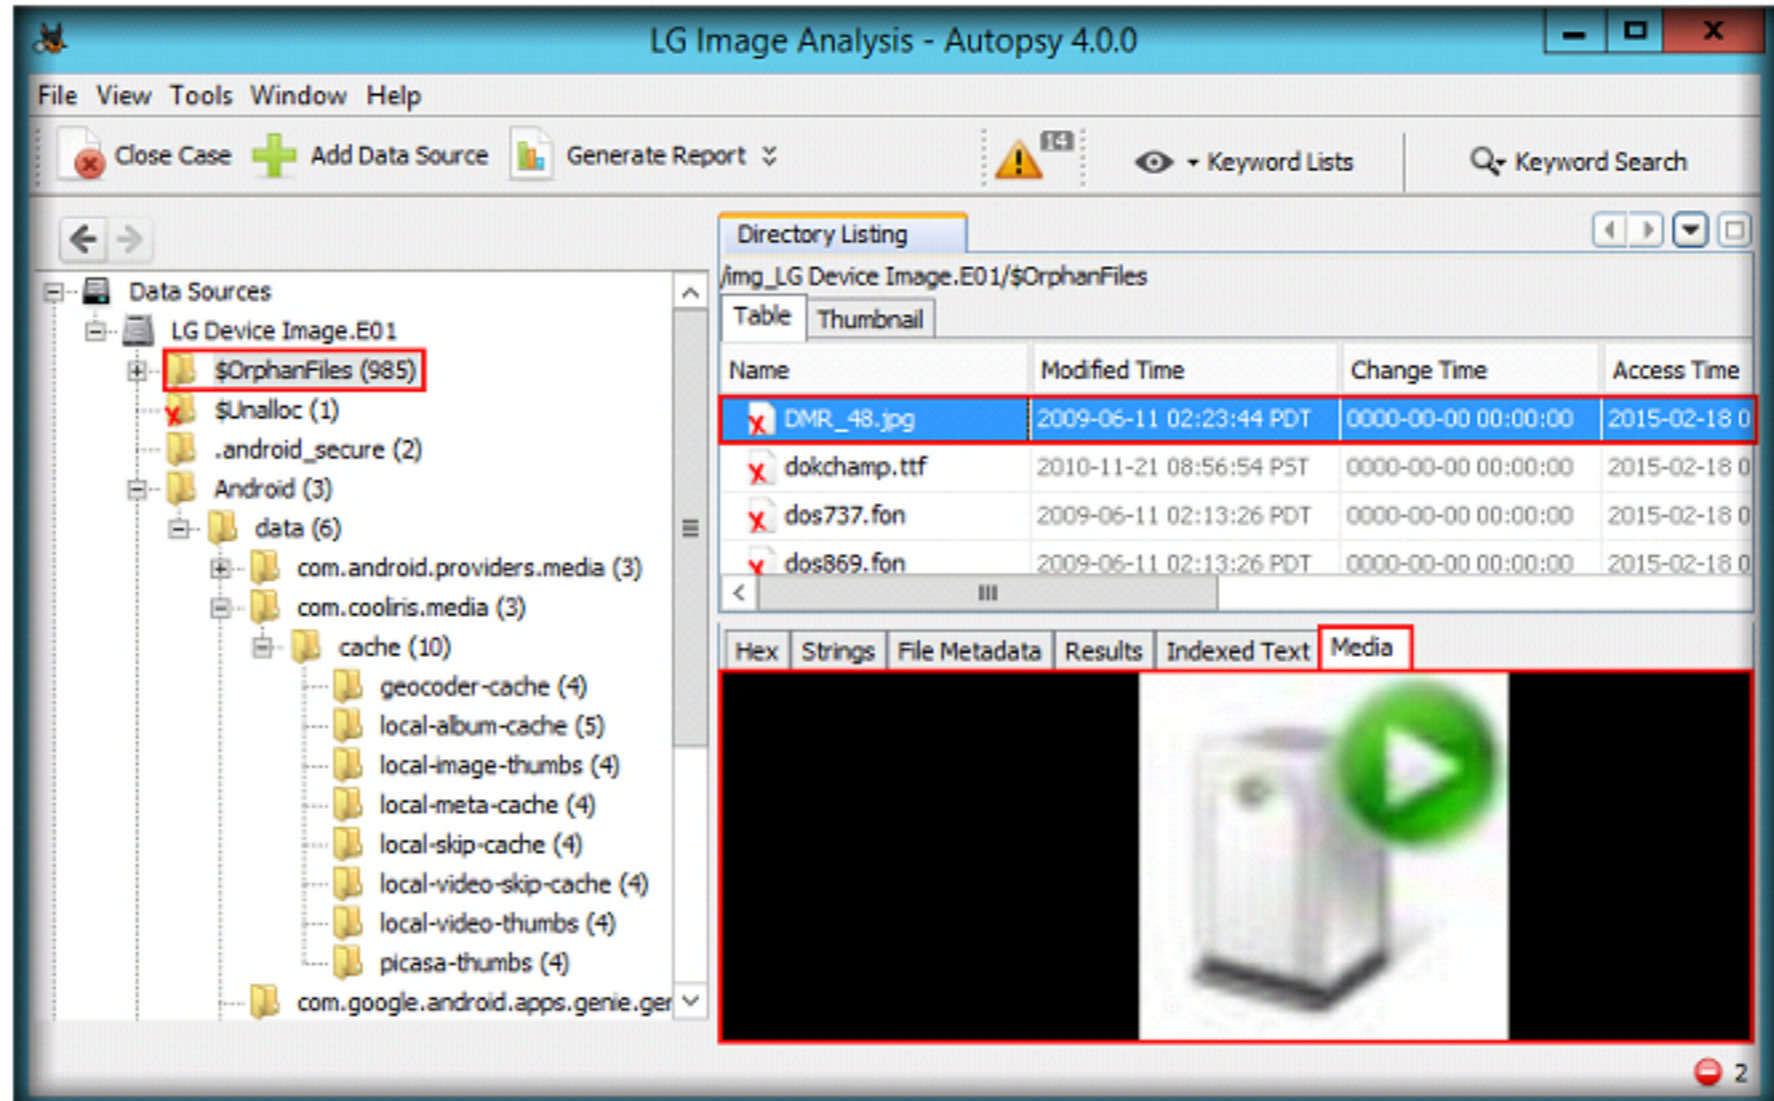 LG Image Analysis - Autopsy 4.0.0
File View Tools Window Help
Close Case Add Data Source Generate Report 14 Keyword Lists Keyword Search
Data Sources
LG Device Image.E01
$OrphanFiles (985)
$Unalloc (1)
.android_secure (2)
Android (3)
data (6)
com.android.providers.media (3)
com.cooliris.media (3)
cache (10)
geocoder-cache (4)
local-album-cache (5)
local-image-thumbs (4)
local-meta-cache (4)
local-skip-cache (4)
local-video-skip-cache (4)
local-video-thumbs (4)
picasa-thumbs (4)
com.google.android.apps.genie.ger
Directory Listing
/img_LG Device Image.E01/$OrphanFiles
Table Thumbnail
Name Modified Time Change Time Access Time
DMR_48.jpg 2009-06-11 02:23:44 PDT 0000-00-00 00:00:00 2015-02-18 0
dokchamp.ttf 2010-11-21 08:56:54 PST 0000-00-00 00:00:00 2015-02-18 0
dos737.fon 2009-06-11 02:13:26 PDT 0000-00-00 00:00:00 2015-02-18 0
dos869.fon 2009-06-11 02:13:26 PDT 0000-00-00 00:00:00 2015-02-18 0
Hex Strings File Metadata Results Indexed Text Media
2